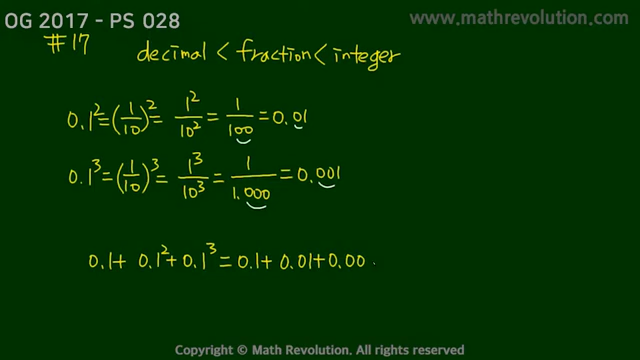 OG 2017 - PS 028
www.mathrevolution.com
#17 decimal < fraction < integer
0.1²=(1/10)²=1²/10²=1/100=0.01
0.1³=(1/10)³=1³/10³=1/1.000=0.001
0.1+ 0.1²+0.1³=0.1+0.01+0.00
Copyright © Math Revolution. All rights reserved